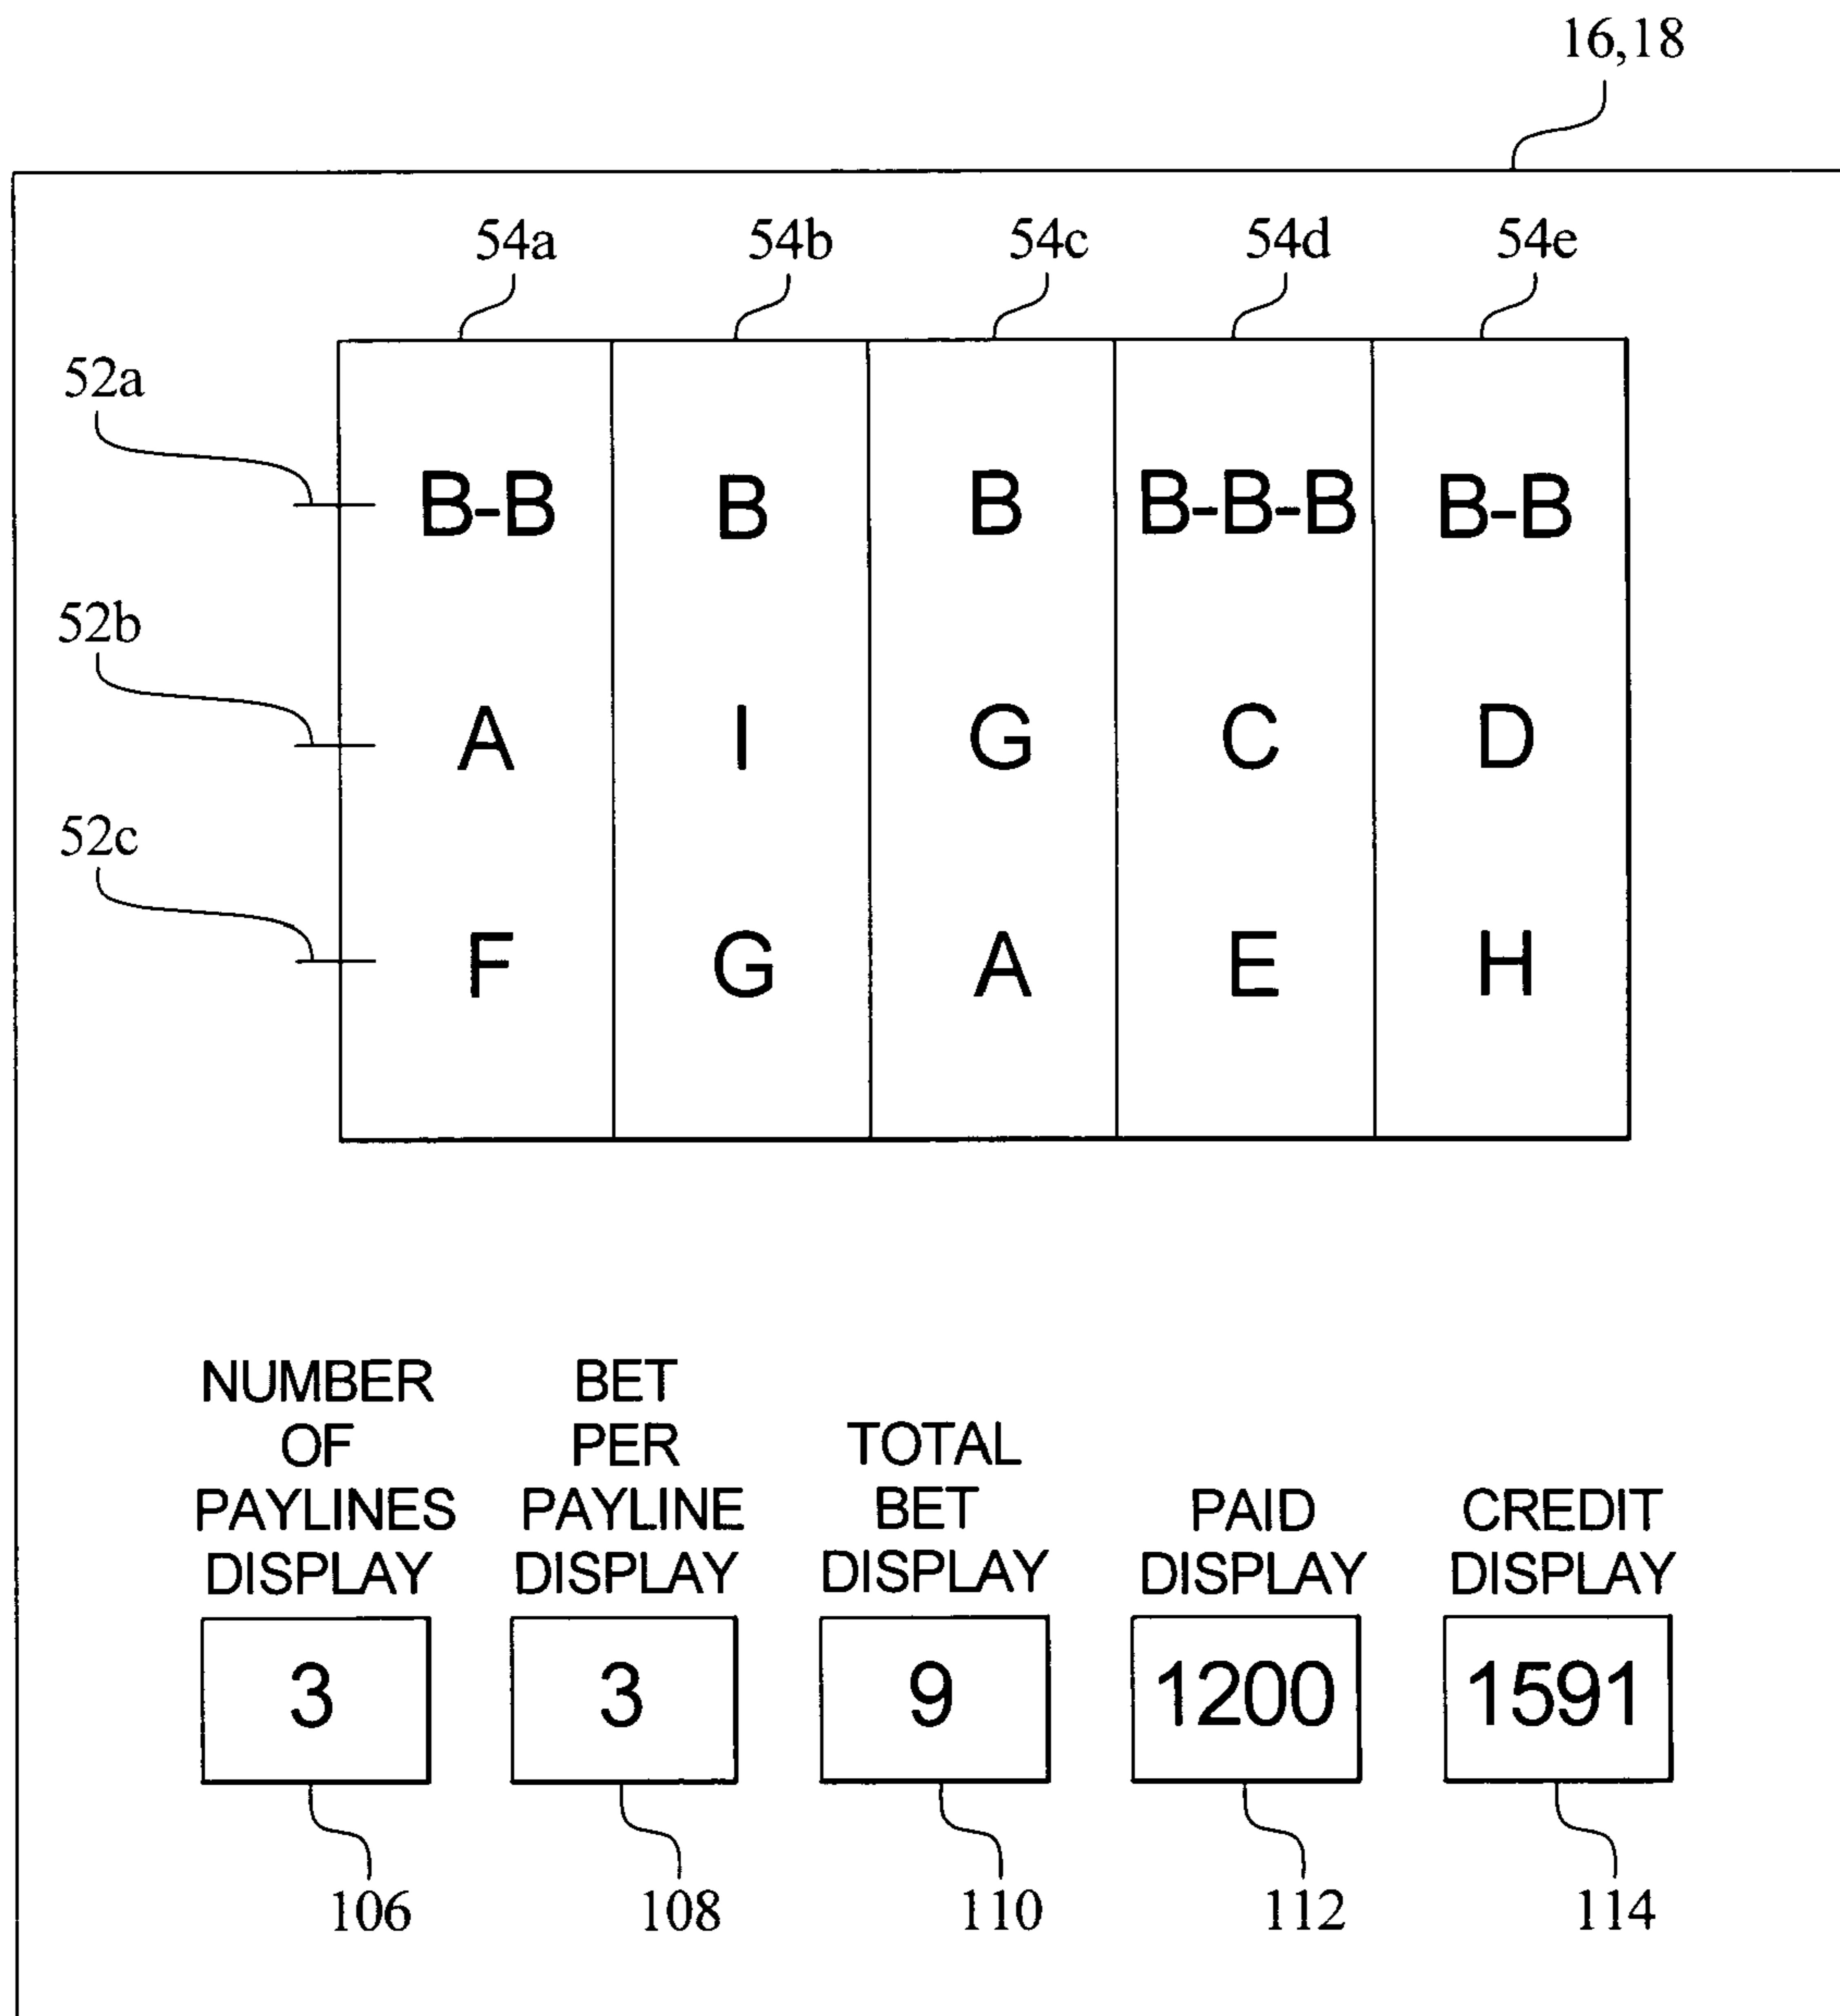 16,18
54a 54b 54c 54d 54e
52a
B-B B B B-B-B B-B
52b
A I G C D
52c
F G A E H
NUMBER
OF
PAYLINES
DISPLAY
BET
PER
PAYLINE
DISPLAY
TOTAL
BET
DISPLAY
PAID
DISPLAY
CREDIT
DISPLAY
3 3 9 1200 1591
106 108 110 112 114